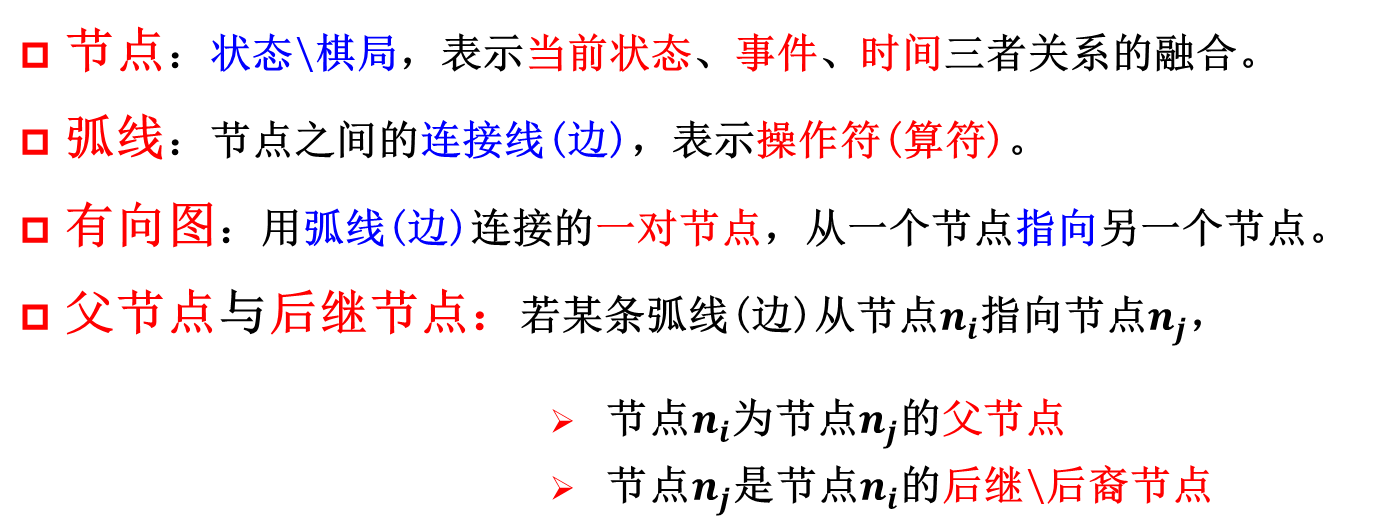 节点：状态\棋局，表示当前状态、事件、时间三者关系的融合。
弧线：节点之间的连接线(边)，表示操作符(算符)。
有向图：用弧线(边)连接的一对节点，从一个节点指向另一个节点。
父节点与后继节点：若某条弧线(边)从节点n_i指向节点n_j，
节点n_i为节点n_j的父节点
节点n_j是节点n_i的后继\后裔节点